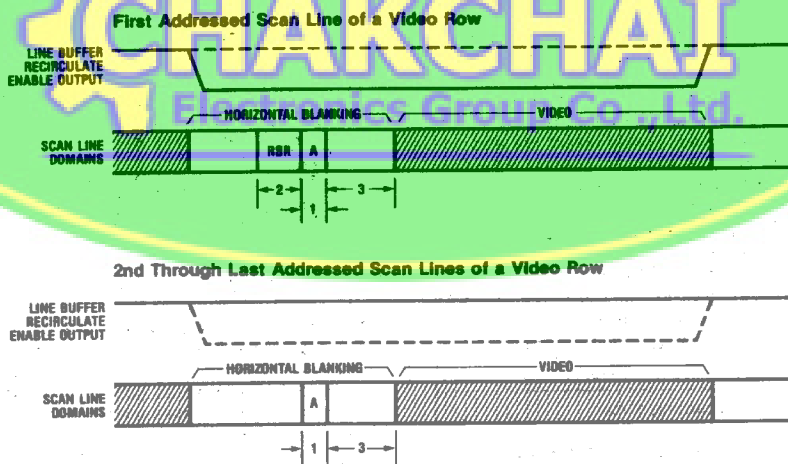 CHAKCHAI
Electronics Group Co .,Ltd.
First Addressed Scan Line of a Video Row
LINE BUFFER
RECIRCULATE
ENABLE OUTPUT
HORIZONTAL BLANKING
VIDEO
SCAN LINE
DOMAINS
RBR
A
2
3
1
2nd Through Last Addressed Scan Lines of a Video Row
LINE BUFFER
RECIRCULATE
ENABLE OUTPUT
HORIZONTAL BLANKING
VIDEO
SCAN LINE
DOMAINS
A
1
3